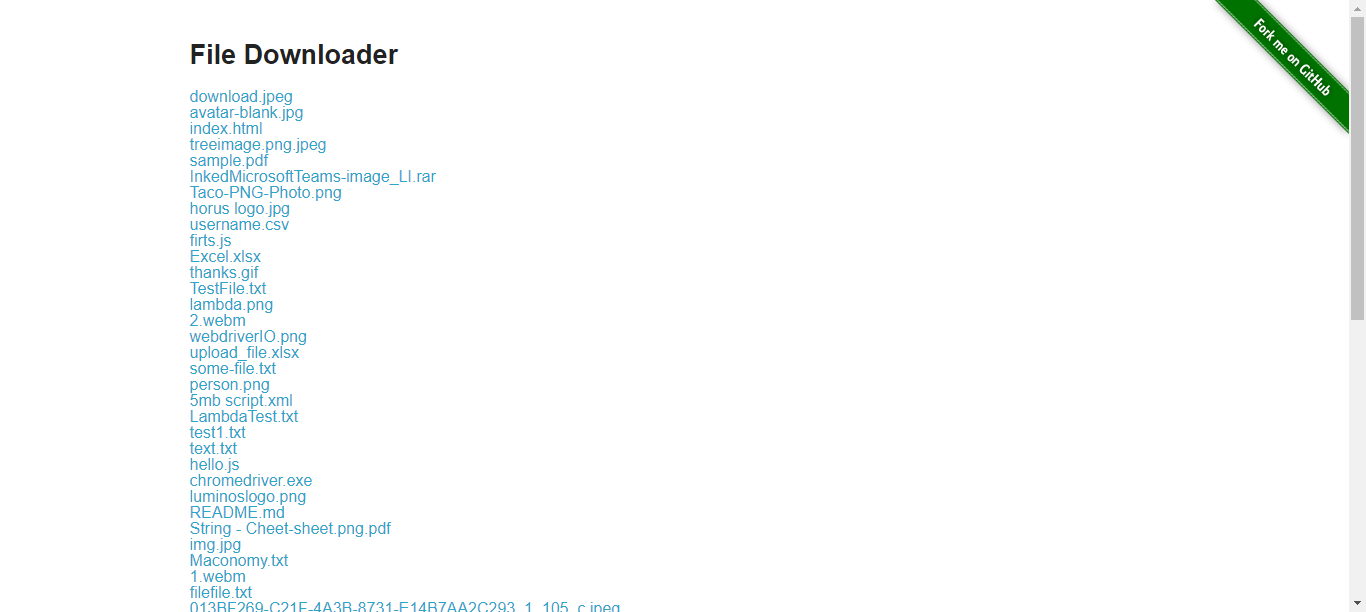 File Downloader
Fork me on GitHub
download.jpeg
avatar-blank.jpg
index.html
treeimage.png.jpeg
sample.pdf
InkedMicrosoftTeams-image_LI.rar
Taco-PNG-Photo.png
horus logo.jpg
username.csv
firts.js
Excel.xlsx
thanks.gif
TestFile.txt
lambda.png
2.webm
webdriverIO.png
upload_file.xlsx
some-file.txt
person.png
5mb script.xml
LambdaTest.txt
test1.txt
text.txt
hello.js
chromedriver.exe
luminoslogo.png
README.md
String - Cheet-sheet.png.pdf
img.jpg
Maconomy.txt
1.webm
filefile.txt
013BF269-C21F-4A3B-8731-E14B7AA2C293_1_105_c.jpeg